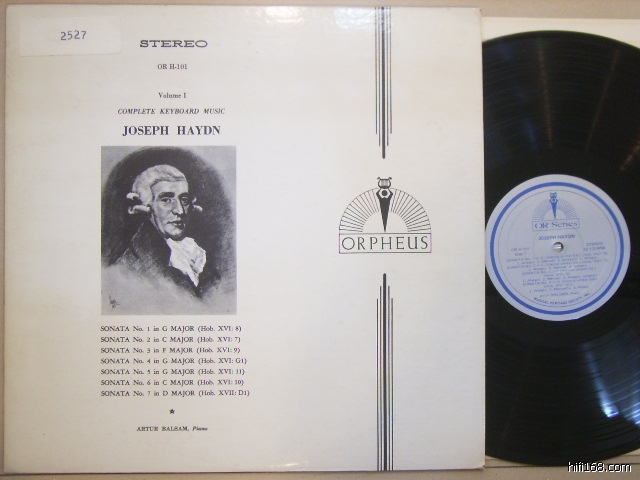 2527
STEREO
OR H-101
Volume I
COMPLETE KEYBOARD MUSIC
JOSEPH HAYDN
SONATA No. 1 in G MAJOR (Hob. XVI: 8)
SONATA No. 2 in C MAJOR (Hob. XVI: 7)
SONATA No. 3 in F MAJOR (Hob. XVI: 9)
SONATA No. 4 in G MAJOR (Hob. XVI: G1)
SONATA No. 5 in G MAJOR (Hob. XVI: 11)
SONATA No. 6 in C MAJOR (Hob. XVI: 10)
SONATA No. 7 in D MAJOR (Hob. XVII: D1)
ARTUR BALSAM, Piano
ORPHEUS
OR SERIES
JOSEPH HAYDN
hifi168.com